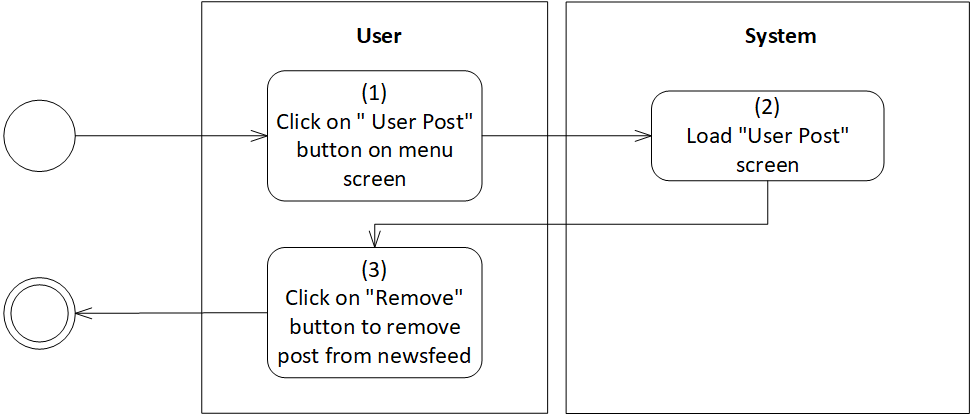 User
System
(1)
Click on " User Post"
button on menu
screen
(2)
Load "User Post"
screen
(3)
Click on "Remove"
button to remove
post from newsfeed